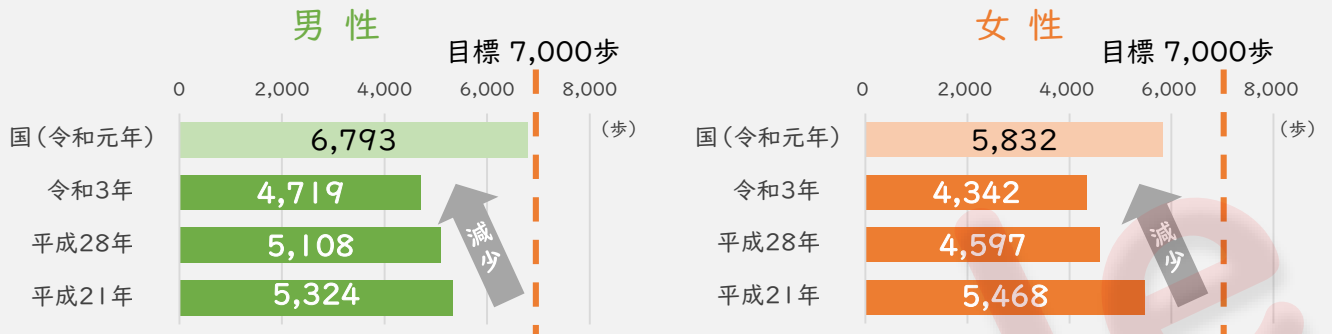 男性
目標 7,000歩
0 2,000 4,000 6,000 8,000
(歩)
国(令和元年) 6,793
令和3年 4,719
平成28年 5,108
平成21年 5,324
減少
女性
目標 7,000歩
0 2,000 4,000 6,000 8,000
(歩)
国(令和元年) 5,832
令和3年 4,342
平成28年 4,597
平成21年 5,468
減少